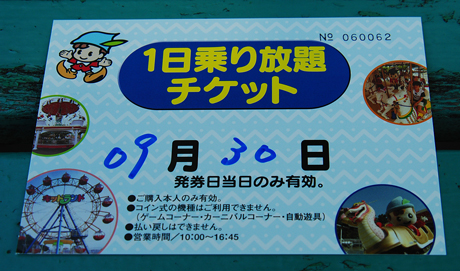 № 060062
1日乗り放題
チケット
09月30日
発券日当日のみ有効。
●ご購入本人のみ有効。
●コイン式の機種はご利用できません。
(ゲームコーナー・カーニバルコーナー・自動遊具)
●払い戻しはできません。
●営業時間/10:00~16:45